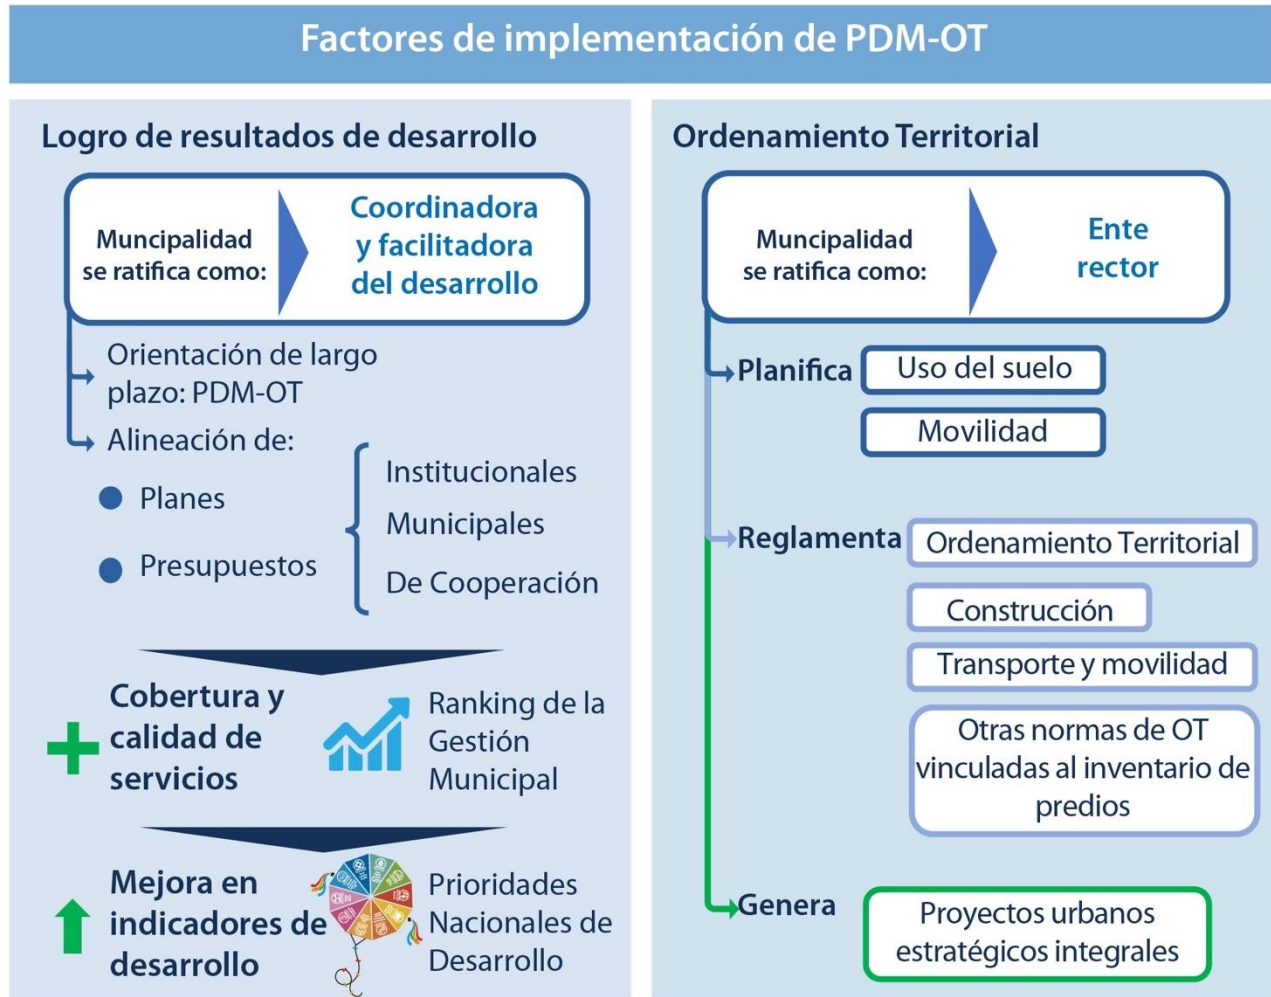 Factores de implementación de PDM-OT
Logro de resultados de desarrollo
Muncipalidad
se ratifica como:
Coordinadora
y facilitadora
del desarrollo
Orientación de largo
plazo: PDM-OT
Alineación de:
Planes
Presupuestos
Institucionales
Municipales
De Cooperación
Cobertura y
calidad de
servicios
Ranking de la
Gestión
Municipal
Mejora en
indicadores de
desarrollo
Prioridades
Nacionales de
Desarrollo
Ordenamiento Territorial
Muncipalidad
se ratifica como:
Ente
rector
Planifica
Uso del suelo
Movilidad
Reglamenta
Ordenamiento Territorial
Construcción
Transporte y movilidad
Otras normas de OT
vinculadas al inventario de
predios
Genera
Proyectos urbanos
estratégicos integrales